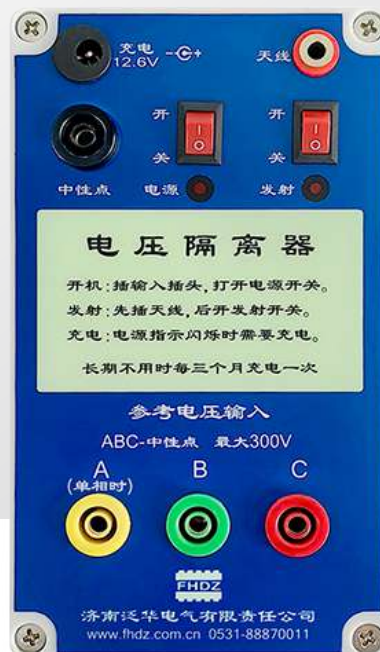 充电
12.6V
天线
开
开
关
关
中性点
电源
发射
I
O
I
O
电压隔离器
开机:插输入插头,打开电源开关。
发射:先插天线,后开发射开关。
充电:电源指示闪烁时需要充电。
长期不用时每三个月充电一次
参考电压输入
ABC-中性点 最大300V
A
B
C
(单相时)
FHDZ
济南泛华电气有限责任公司
www.fhdz.com.cn 0531-88870011